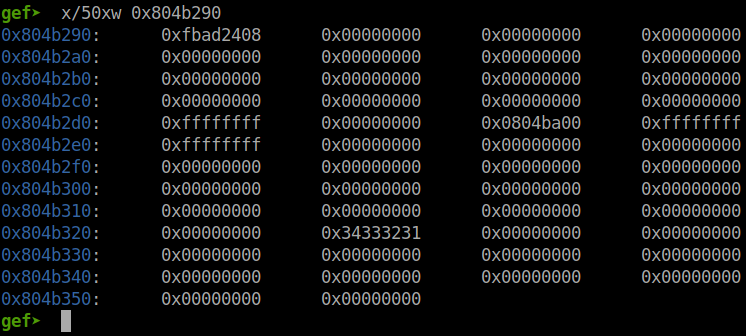 gef➤  x/50xw 0x804b290
0x804b290:	0xfbad2408	0x00000000	0x00000000	0x00000000
0x804b2a0:	0x00000000	0x00000000	0x00000000	0x00000000
0x804b2b0:	0x00000000	0x00000000	0x00000000	0x00000000
0x804b2c0:	0x00000000	0x00000000	0x00000000	0x00000000
0x804b2d0:	0xffffffff	0x00000000	0x0804ba00	0xffffffff
0x804b2e0:	0xffffffff	0x00000000	0x00000000	0x00000000
0x804b2f0:	0x00000000	0x00000000	0x00000000	0x00000000
0x804b300:	0x00000000	0x00000000	0x00000000	0x00000000
0x804b310:	0x00000000	0x00000000	0x00000000	0x00000000
0x804b320:	0x00000000	0x34333231	0x00000000	0x00000000
0x804b330:	0x00000000	0x00000000	0x00000000	0x00000000
0x804b340:	0x00000000	0x00000000	0x00000000	0x00000000
0x804b350:	0x00000000	0x00000000
gef➤